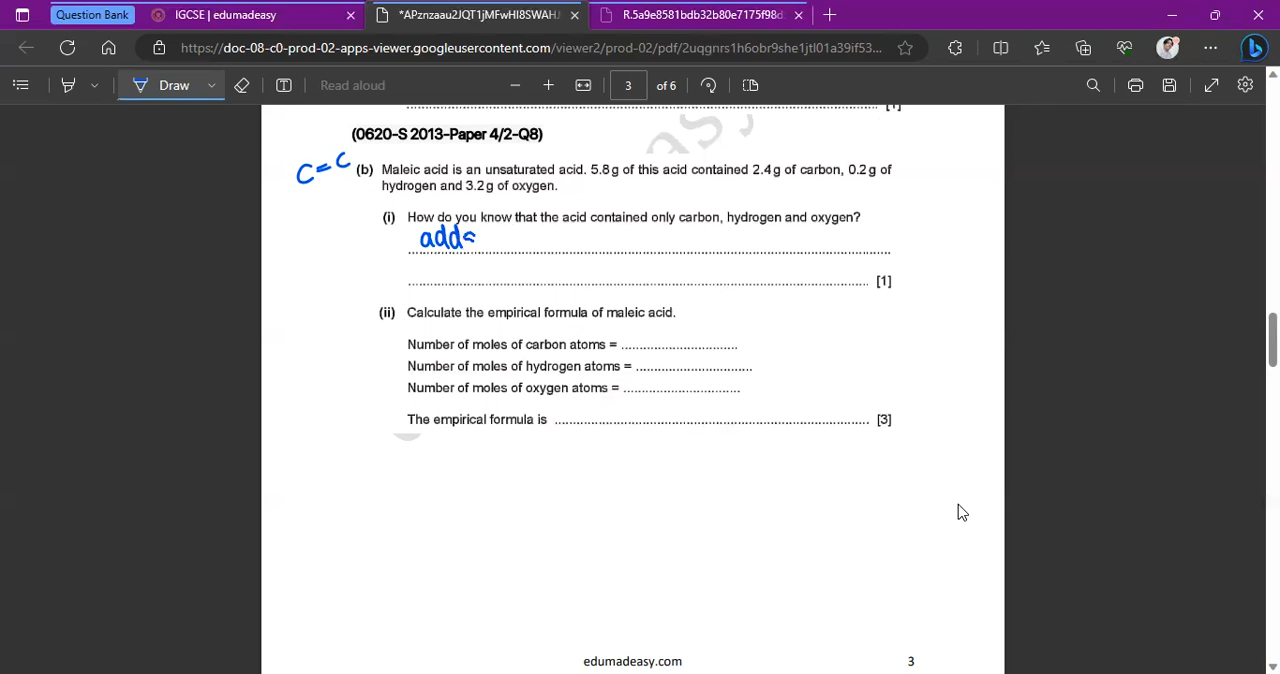 Question Bank
IGCSE | edumadeasy
*APznzaau2JQT1jMFwHI8SWAHJ
R.5a9e8581bdb32b80e7175f98d
https://doc-08-c0-prod-02-apps-viewer.googleusercontent.com/viewer2/prod-02/pdf/2uqgnrs1h6obr9she1jtl01a39if53...
Draw
Read aloud
3 of 6
[1]
(0620-S 2013-Paper 4/2-Q8)
C=C
(b) Maleic acid is an unsaturated acid. 5.8 g of this acid contained 2.4 g of carbon, 0.2 g of
hydrogen and 3.2 g of oxygen.
(i) How do you know that the acid contained only carbon, hydrogen and oxygen?
adds
[1]
(ii) Calculate the empirical formula of maleic acid.
Number of moles of carbon atoms = ................................
Number of moles of hydrogen atoms = ................................
Number of moles of oxygen atoms = ................................
The empirical formula is ................................ [3]
edumadeasy.com
3